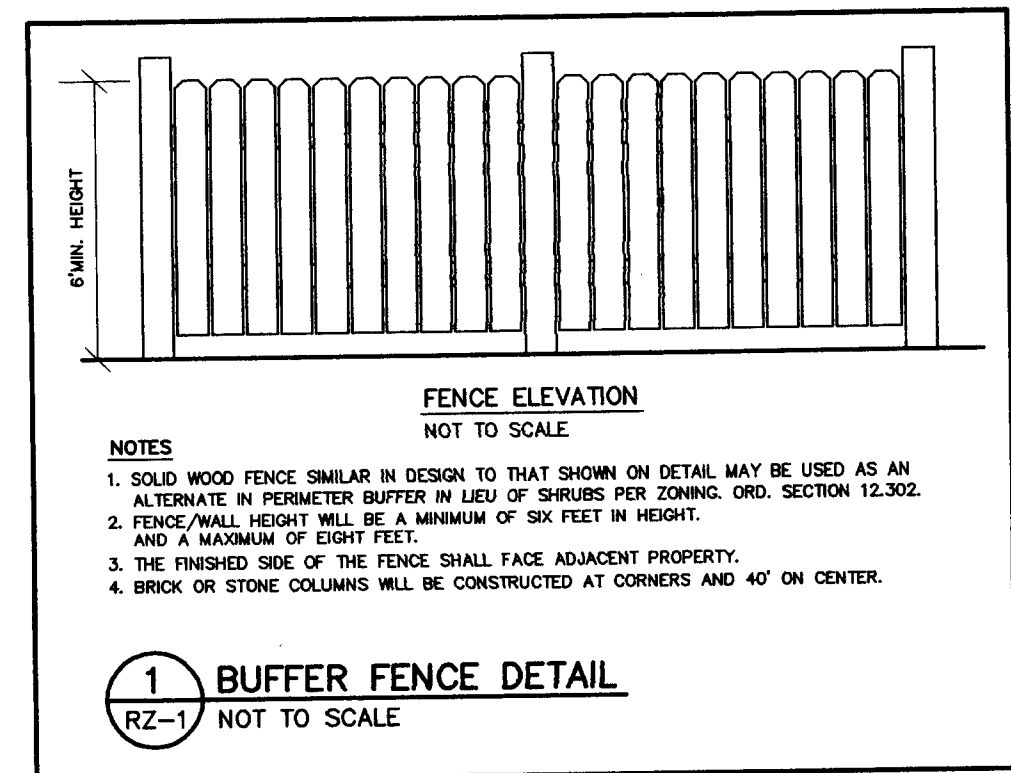 6'MIN. HEIGHT
FENCE ELEVATION
NOT TO SCALE
NOTES
1. SOLID WOOD FENCE SIMILAR IN DESIGN TO THAT SHOWN ON DETAIL MAY BE USED AS AN
ALTERNATE IN PERIMETER BUFFER IN LIEU OF SHRUBS PER ZONING. ORD. SECTION 12.302.
2. FENCE/WALL HEIGHT WILL BE A MINIMUM OF SIX FEET IN HEIGHT.
AND A MAXIMUM OF EIGHT FEET.
3. THE FINISHED SIDE OF THE FENCE SHALL FACE ADJACENT PROPERTY.
4. BRICK OR STONE COLUMNS WILL BE CONSTRUCTED AT CORNERS AND 40' ON CENTER.
1 BUFFER FENCE DETAIL
RZ-1 NOT TO SCALE